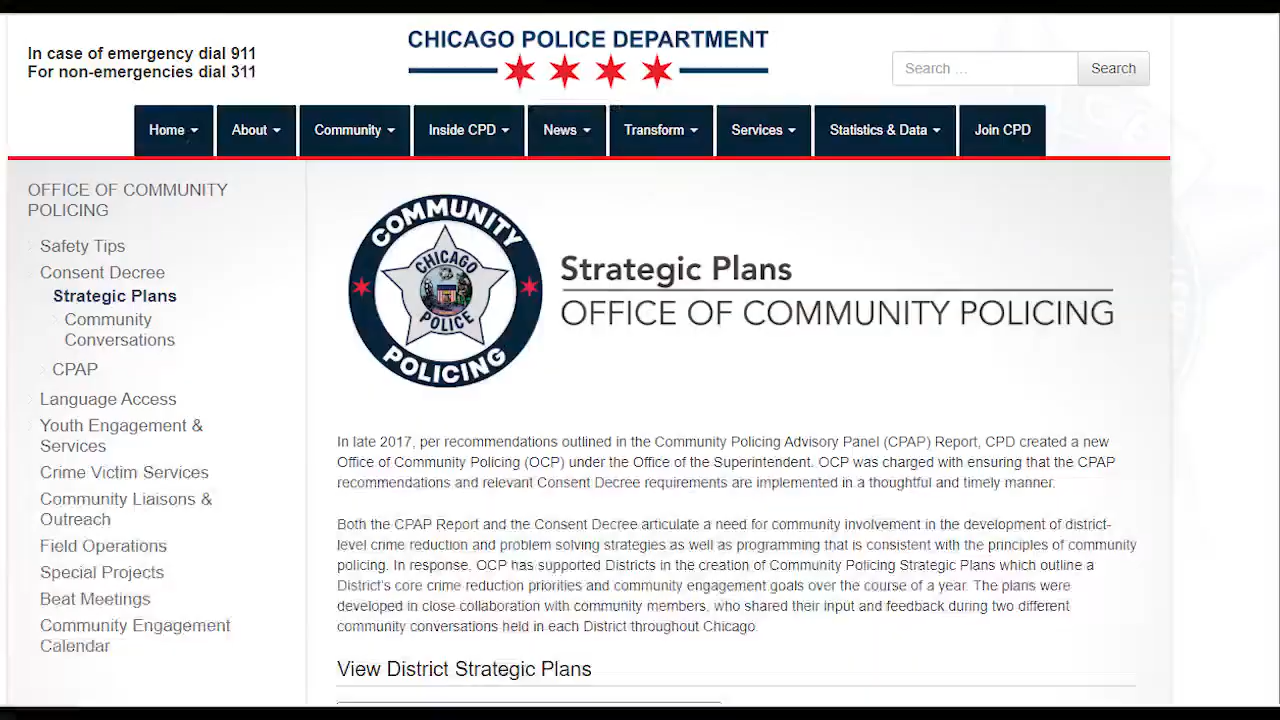 In case of emergency dial 911
For non-emergencies dial 311
CHICAGO POLICE DEPARTMENT
Search ...
Search
Home
About
Community
Inside CPD
News
Transform
Services
Statistics & Data
Join CPD
OFFICE OF COMMUNITY
POLICING
Safety Tips
Consent Decree
Strategic Plans
Community
Conversations
CPAP
Language Access
Youth Engagement &
Services
Crime Victim Services
Community Liaisons &
Outreach
Field Operations
Special Projects
Beat Meetings
Community Engagement
Calendar
COMMUNITY
CHICAGO
POLICE
POLICING
Strategic Plans
OFFICE OF COMMUNITY POLICING
In late 2017, per recommendations outlined in the Community Policing Advisory Panel (CPAP) Report, CPD created a new
Office of Community Policing (OCP) under the Office of the Superintendent. OCP was charged with ensuring that the CPAP
recommendations and relevant Consent Decree requirements are implemented in a thoughtful and timely manner.
Both the CPAP Report and the Consent Decree articulate a need for community involvement in the development of district-
level crime reduction and problem solving strategies as well as programming that is consistent with the principles of community
policing. In response, OCP has supported Districts in the creation of Community Policing Strategic Plans which outline a
District's core crime reduction priorities and community engagement goals over the course of a year. The plans were
developed in close collaboration with community members, who shared their input and feedback during two different
community conversations held in each District throughout Chicago.
View District Strategic Plans